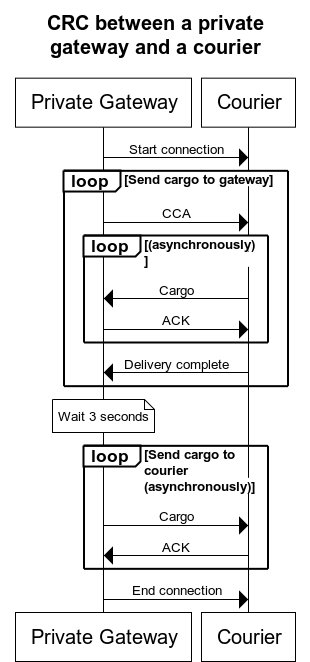 CRC between a private
gateway and a courier
Private Gateway
Courier
Start connection
loop
[Send cargo to gateway]
CCA
loop
[(asynchronously)
]
Cargo
ACK
Delivery complete
Wait 3 seconds
loop
[Send cargo to
courier
(asynchronously)]
Cargo
ACK
End connection
Private Gateway
Courier